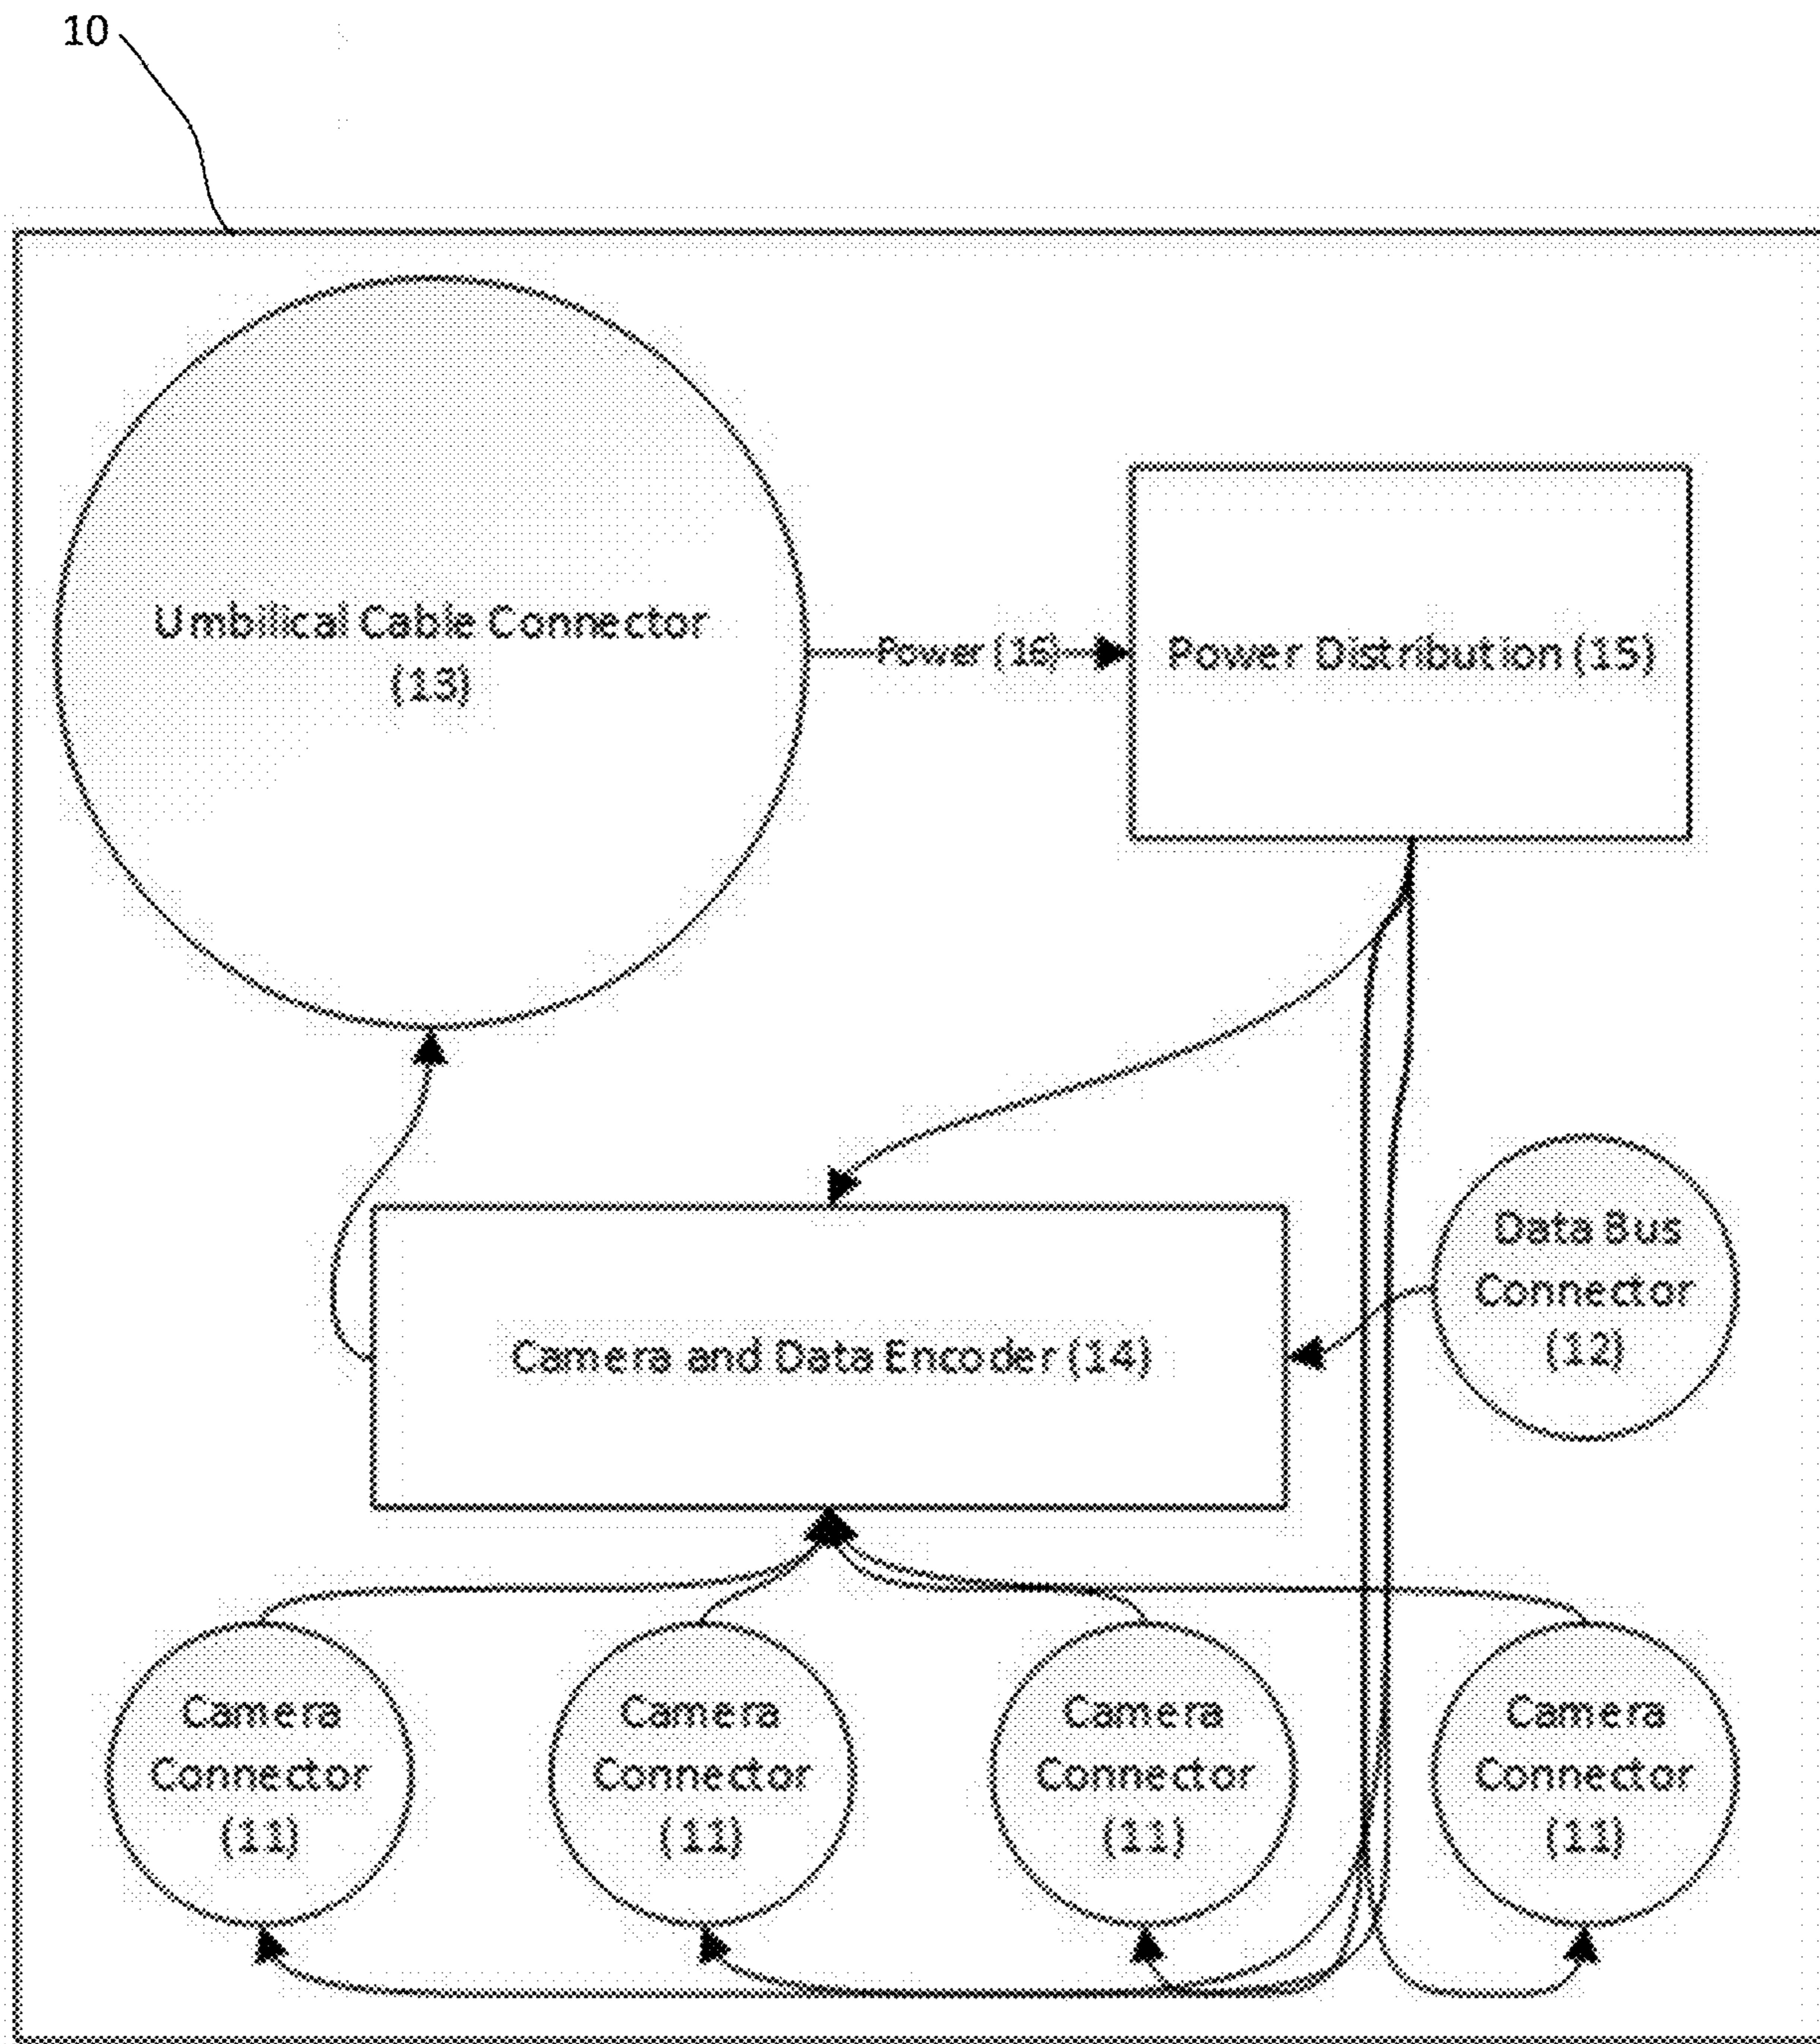 10
Umbilical Cable Connector
(13)
Power (16)
Power Distribution (15)
Data Bus
Connector
(12)
Camera and Data Encoder (14)
Camera
Connector
(11)
Camera
Connector
(11)
Camera
Connector
(11)
Camera
Connector
(11)